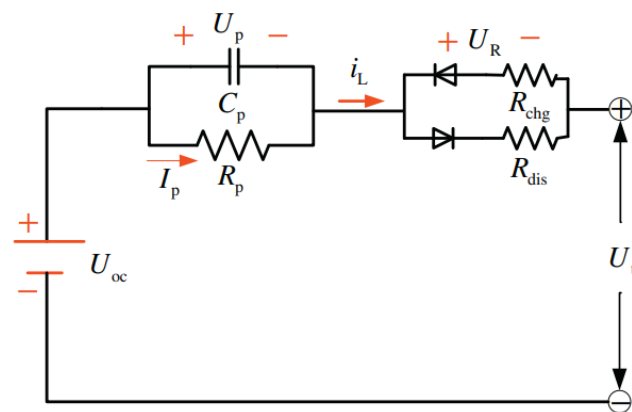 + U_p −
C_p
I_p
R_p
i_L
+ U_R −
R_chg
R_dis
+
+
−
U_oc
U
−